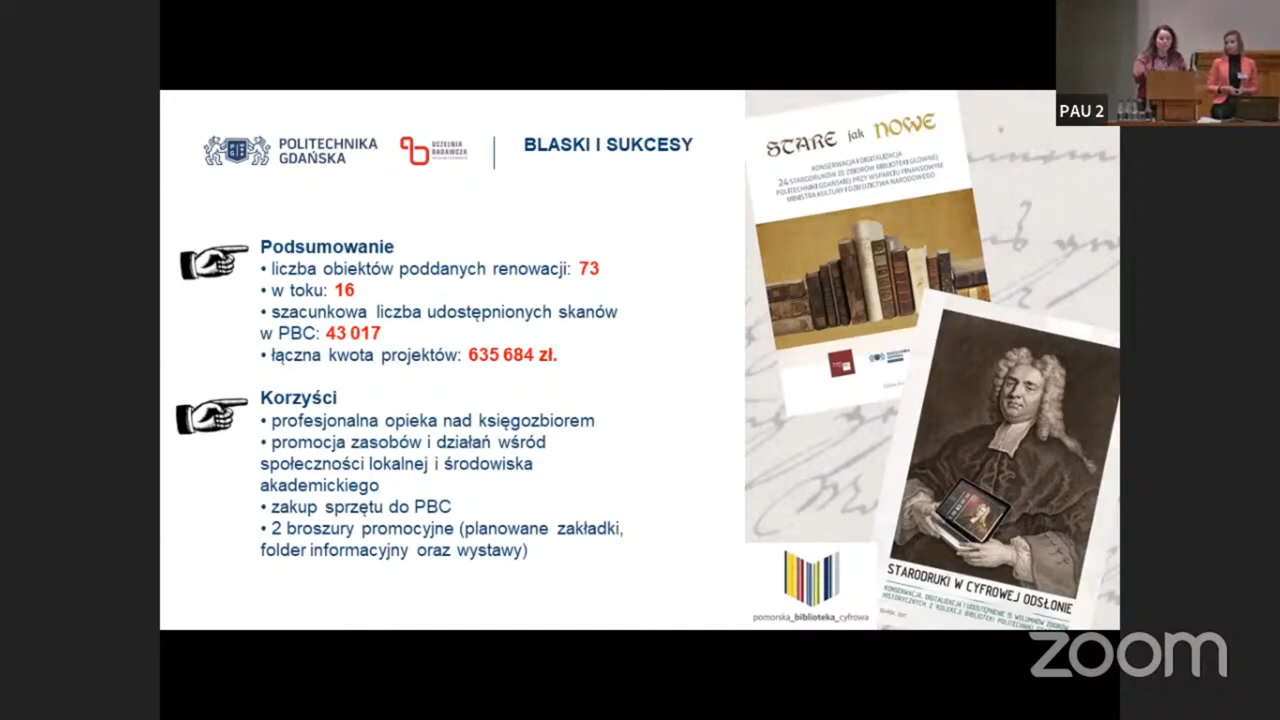 PAU 2
POLITECHNIKA
GDAŃSKA
UCZELNIA
BADAWCZA
BLASKI I SUKCESY
Podsumowanie
• liczba obiektów poddanych renowacji: 73
• w toku: 16
• szacunkowa liczba udostępnionych skanów
w PBC: 43 017
• łączna kwota projektów: 635 684 zł.
Korzyści
• profesjonalna opieka nad księgozbiorem
• promocja zasobów i działań wśród
społeczności lokalnej i środowiska
akademickiego
• zakup sprzętu do PBC
• 2 broszury promocyjne (planowane zakładki,
folder informacyjny oraz wystawy)
STARE jak NOWE
KONSERWACJA I DIGITALIZACJA
24 STARODRUKÓW ZE ZBIORÓW BIBLIOTEKI GŁÓWNEJ
POLITECHNIKI GDAŃSKIEJ PRZY WSPARCIU FINANSOWYM
MINISTRA KULTURY I DZIEDZICTWA NARODOWEGO
STARODRUKI W CYFROWEJ ODSŁONIE
KONSERWACJA, DIGITALIZACJA I UDOSTĘPNIENIE 15 WOLUMINÓW ZBIORÓW
HISTORYCZNYCH Z KOLEKCJI BIBLIOTEKI POLITECHNIKI
pomorska_biblioteka_cyfrowa
zoom